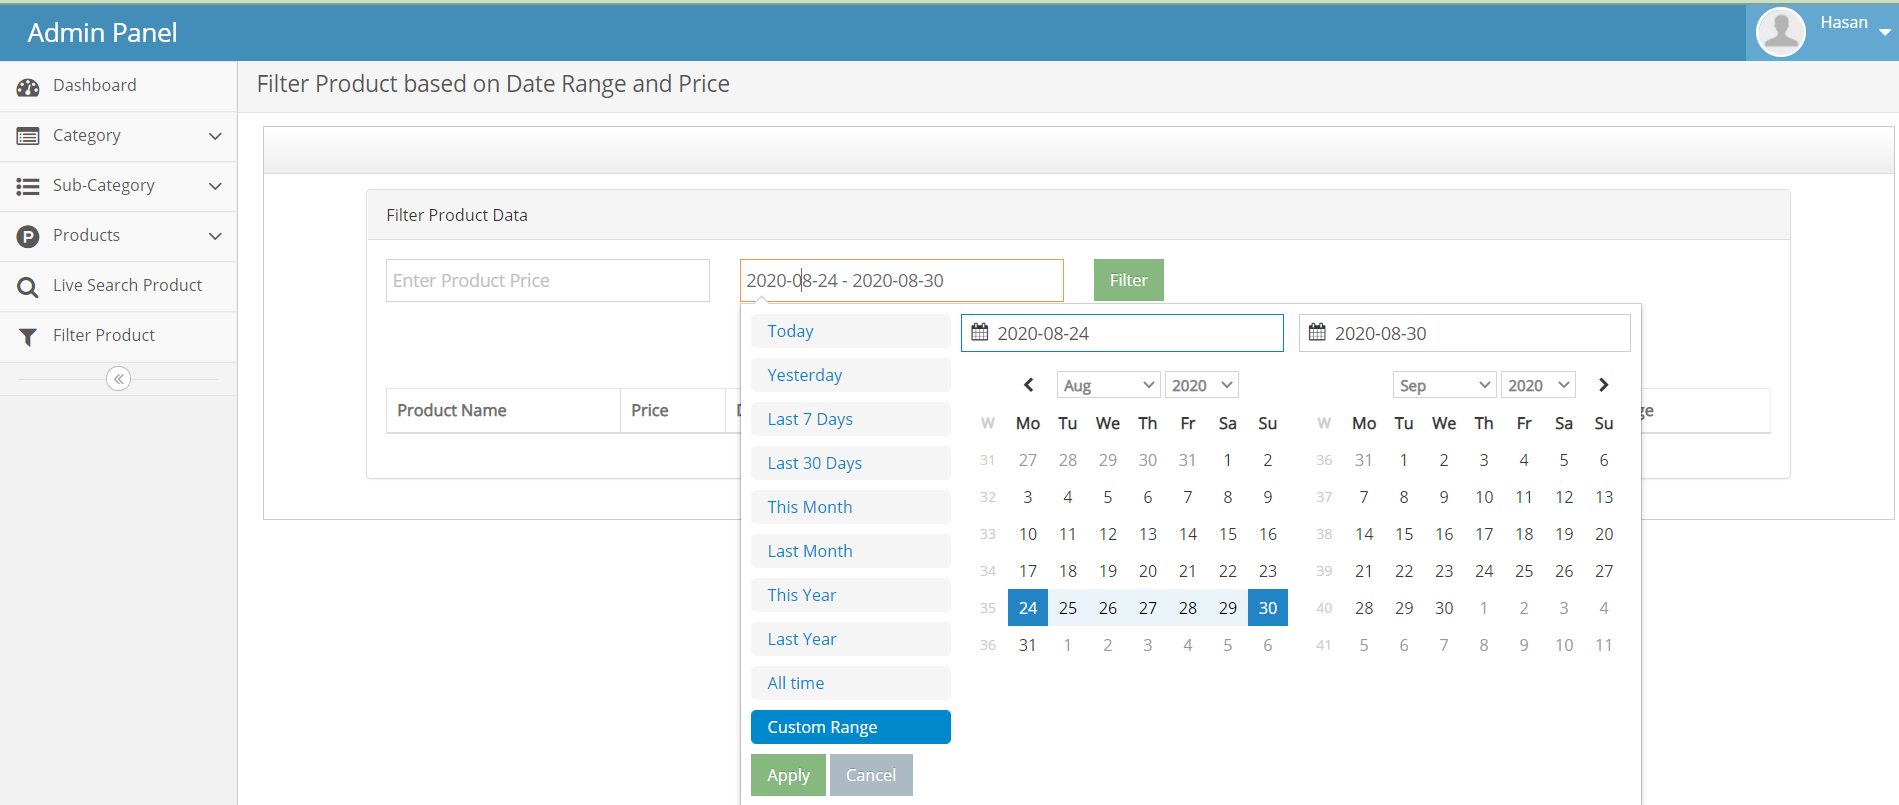 Admin Panel
Hasan
Dashboard
Category
Sub-Category
Products
Live Search Product
Filter Product
Filter Product based on Date Range and Price
Filter Product Data
Enter Product Price
2020-08-24 - 2020-08-30
Filter
Product Name Price
Today
Yesterday
Last 7 Days
Last 30 Days
This Month
Last Month
This Year
Last Year
All time
Custom Range
Apply Cancel
2020-08-24
Aug 2020
W Mo Tu We Th Fr Sa Su
31 27 28 29 30 31 1 2
32 3 4 5 6 7 8 9
33 10 11 12 13 14 15 16
34 17 18 19 20 21 22 23
35 24 25 26 27 28 29 30
36 31 1 2 3 4 5 6
2020-08-30
Sep 2020
W Mo Tu We Th Fr Sa Su
36 31 1 2 3 4 5 6
37 7 8 9 10 11 12 13
38 14 15 16 17 18 19 20
39 21 22 23 24 25 26 27
40 28 29 30 1 2 3 4
41 5 6 7 8 9 10 11